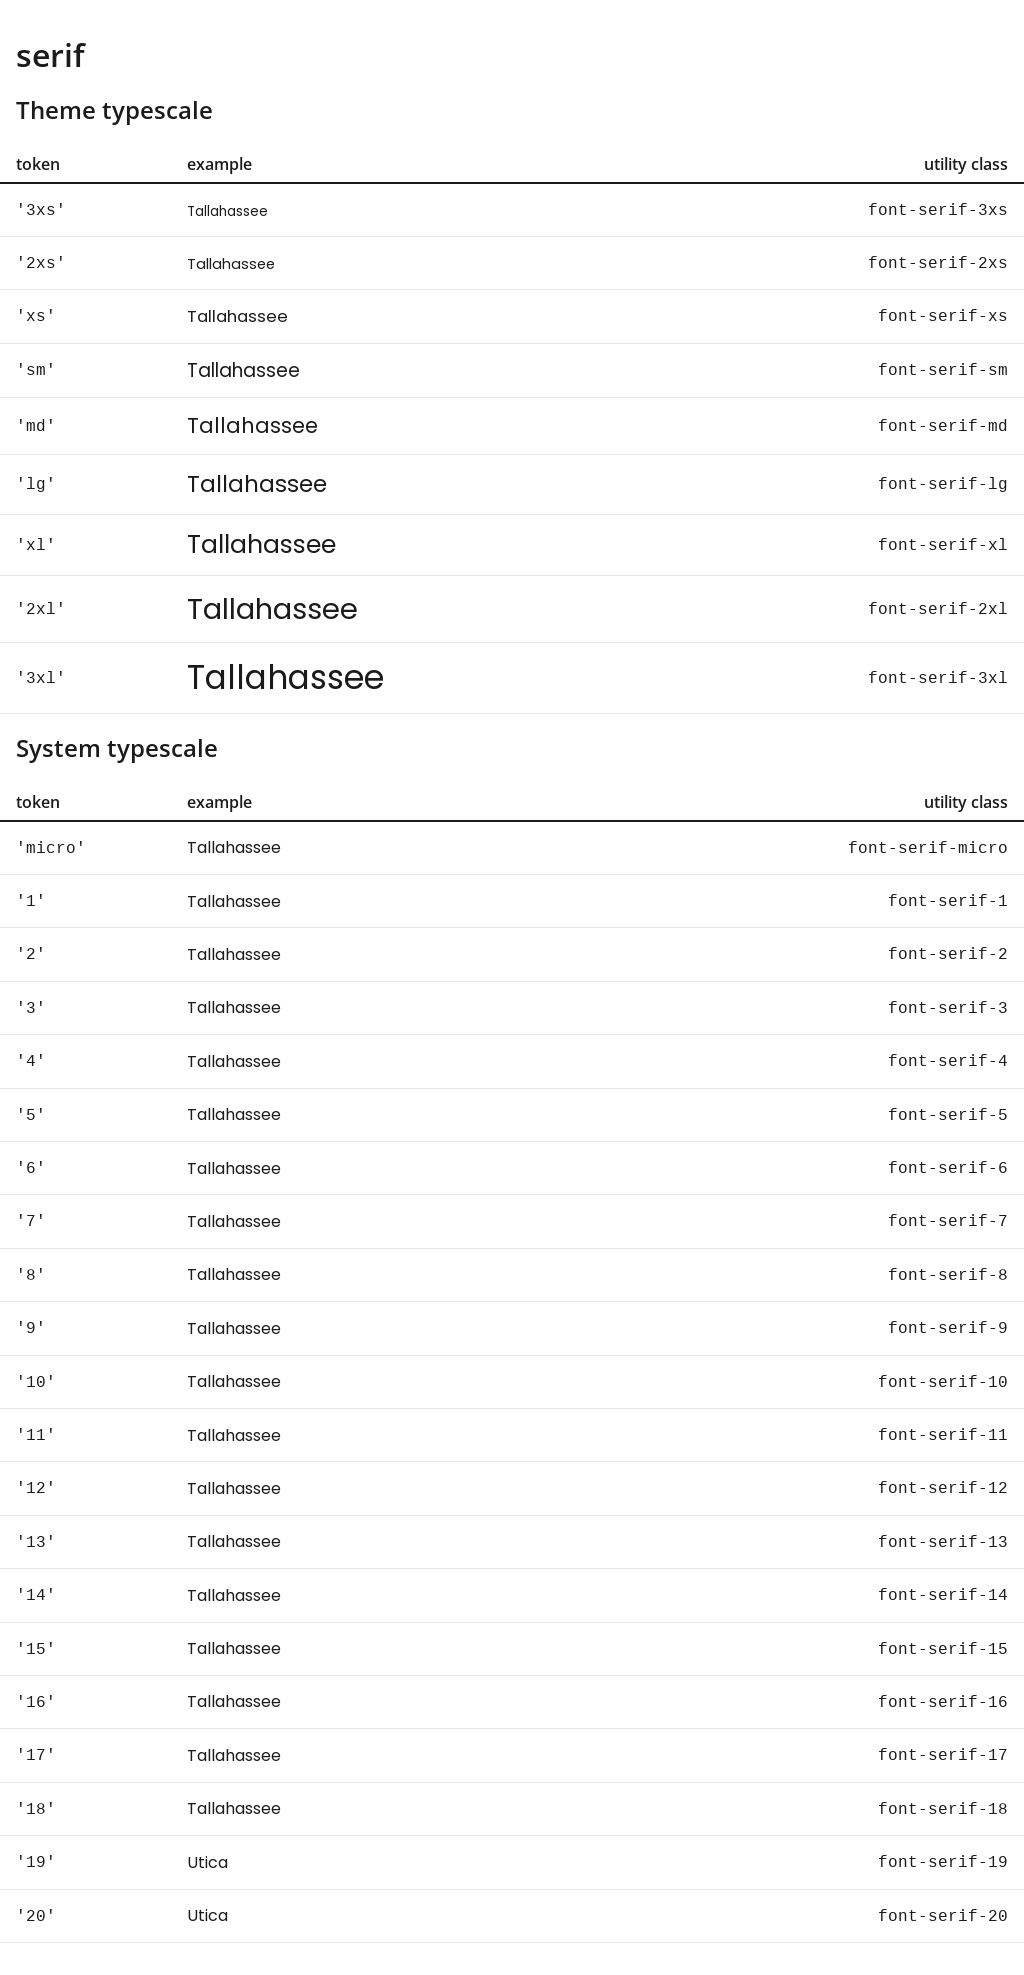 serif
Theme typescale
token example utility class
'3xs' Tallahassee font-serif-3xs
'2xs' Tallahassee font-serif-2xs
'xs' Tallahassee font-serif-xs
'sm' Tallahassee font-serif-sm
'md' Tallahassee font-serif-md
'lg' Tallahassee font-serif-lg
'xl' Tallahassee font-serif-xl
'2xl' Tallahassee font-serif-2xl
'3xl' Tallahassee font-serif-3xl
System typescale
token example utility class
'micro' Tallahassee font-serif-micro
'1' Tallahassee font-serif-1
'2' Tallahassee font-serif-2
'3' Tallahassee font-serif-3
'4' Tallahassee font-serif-4
'5' Tallahassee font-serif-5
'6' Tallahassee font-serif-6
'7' Tallahassee font-serif-7
'8' Tallahassee font-serif-8
'9' Tallahassee font-serif-9
'10' Tallahassee font-serif-10
'11' Tallahassee font-serif-11
'12' Tallahassee font-serif-12
'13' Tallahassee font-serif-13
'14' Tallahassee font-serif-14
'15' Tallahassee font-serif-15
'16' Tallahassee font-serif-16
'17' Tallahassee font-serif-17
'18' Tallahassee font-serif-18
'19' Utica font-serif-19
'20' Utica font-serif-20